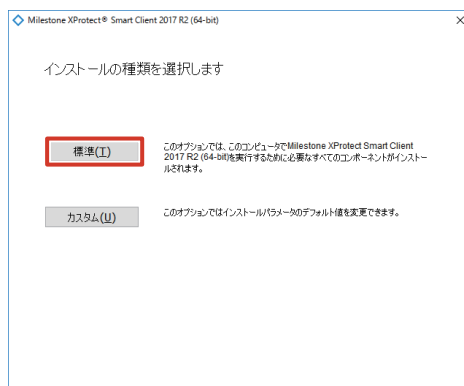 Milestone XProtect® Smart Client 2017 R2 (64-bit)
インストールの種類を選択します
標準(T)
このオプションでは、このコンピュータでMilestone XProtect Smart Client
2017 R2 (64-bit)を実行するために必要なすべてのコンポーネントがインストー
ルされます。
カスタム(U)
このオプションではインストールパラメータのデフォルト値を変更できます。